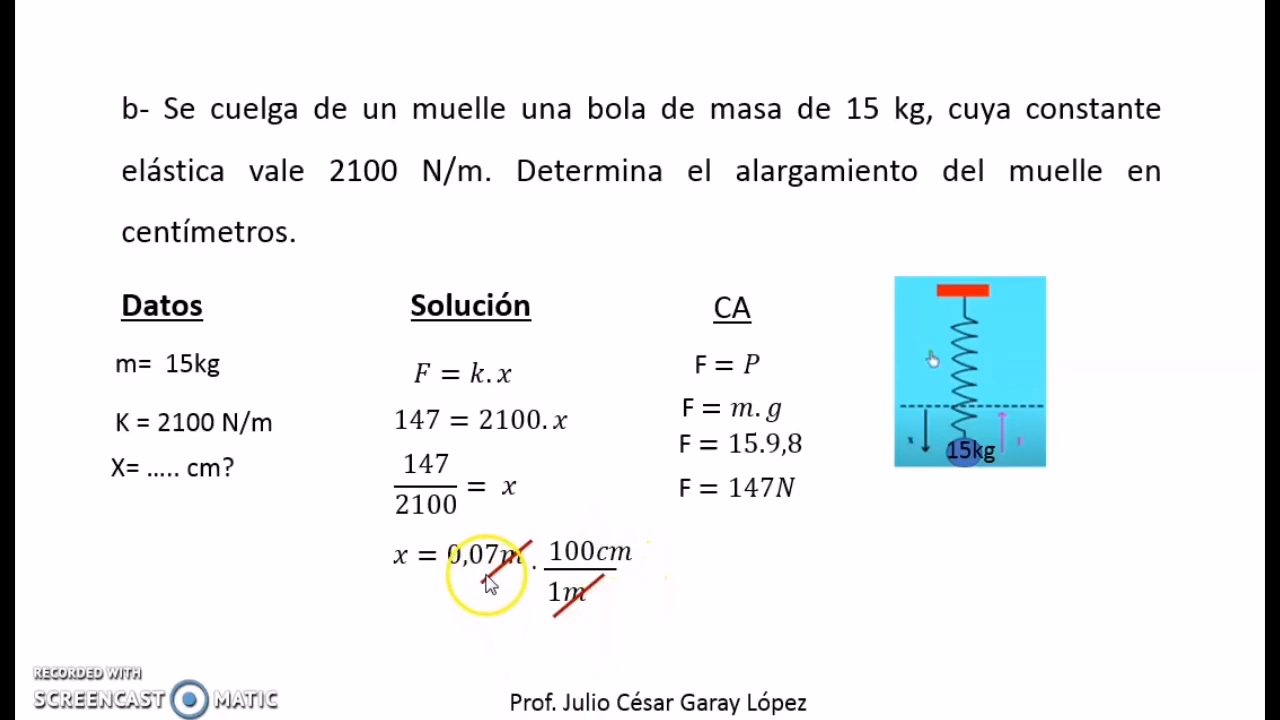 b- Se cuelga de un muelle una bola de masa de 15 kg, cuya constante
elástica vale 2100 N/m. Determina el alargamiento del muelle en
centímetros.
Datos
m= 15kg
K = 2100 N/m
X= ..... cm?
Solución
F = k.x
147 = 2100.x
147
2100
= x
x = 0,07m . 100cm
1m
CA
F = P
F = m.g
F = 15.9,8
F = 147N
15kg
RECORDED WITH
SCREENCAST MATIC
Prof. Julio César Garay López